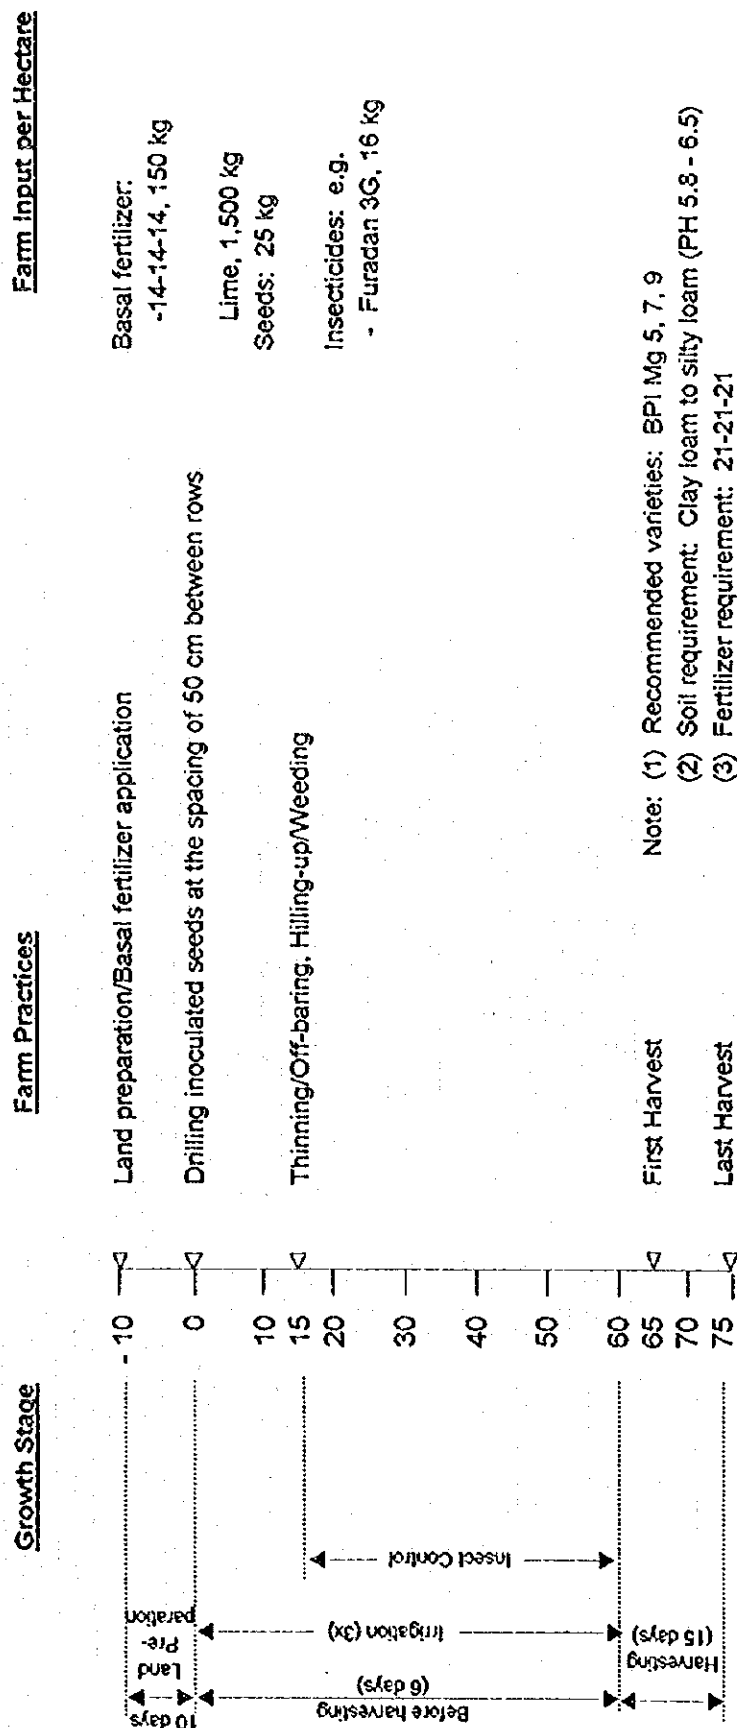 Growth Stage
Farm Practices
Farm Input per Hectare
10 days
Land
Pre-
paration
Before harvesting
(6 days)
Irrigation (3x)
Insect Control
Harvesting
(15 days)
- 10
0
10
15
20
30
40
50
60
65
70
75
Land preparation/Basal fertilizer application
Drilling inoculated seeds at the spacing of 50 cm between rows
Thinning/Off-baring, Hilling-up/Weeding
First Harvest
Last Harvest
Basal fertilizer:
-14-14-14, 150 kg
Lime, 1,500 kg
Seeds: 25 kg
Insecticides: e.g.
- Furadan 3G, 16 kg
Note: (1) Recommended varieties: BPI Mg 5, 7, 9
(2) Soil requirement: Clay loam to silty loam (PH 5.8 - 6.5)
(3) Fertilizer requirement: 21-21-21